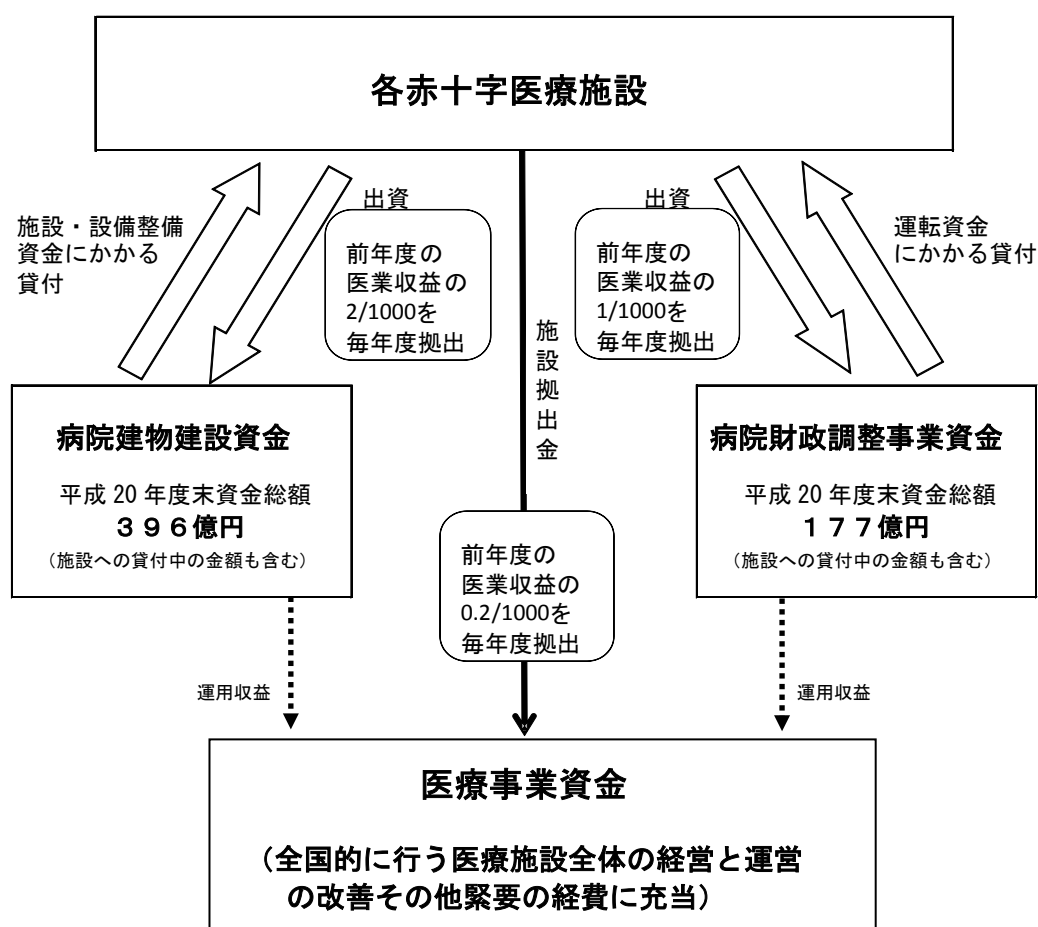 各赤十字医療施設
施設・設備整備
資金にかかる
貸付
出資
前年度の
医業収益の
2/1000を
毎年度拠出
施設拠出金
出資
前年度の
医業収益の
1/1000を
毎年度拠出
運転資金
にかかる貸付
病院建物建設資金
平成 20 年度末資金総額
３９６億円
（施設への貸付中の金額も含む）
前年度の
医業収益の
0.2/1000を
毎年度拠出
病院財政調整事業資金
平成 20 年度末資金総額
１７７億円
（施設への貸付中の金額も含む）
運用収益
運用収益
医療事業資金
（全国的に行う医療施設全体の経営と運営
の改善その他緊要の経費に充当）